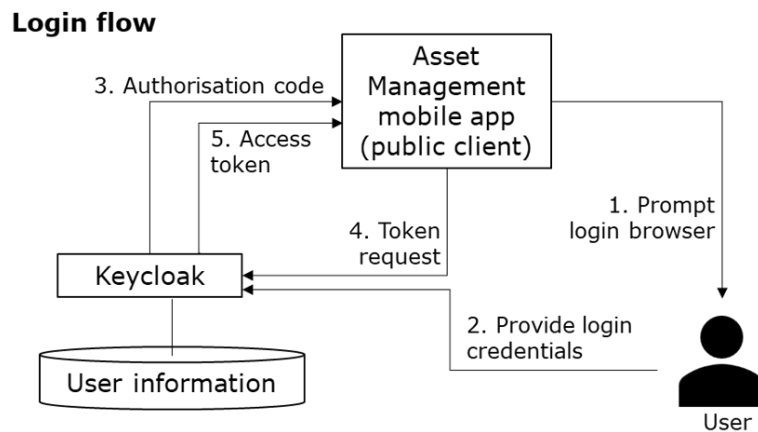 Login flow
Asset
Management
mobile app
(public client)
3. Authorisation code
5. Access
token
1. Prompt
login browser
4. Token
request
Keycloak
2. Provide login
credentials
User information
User